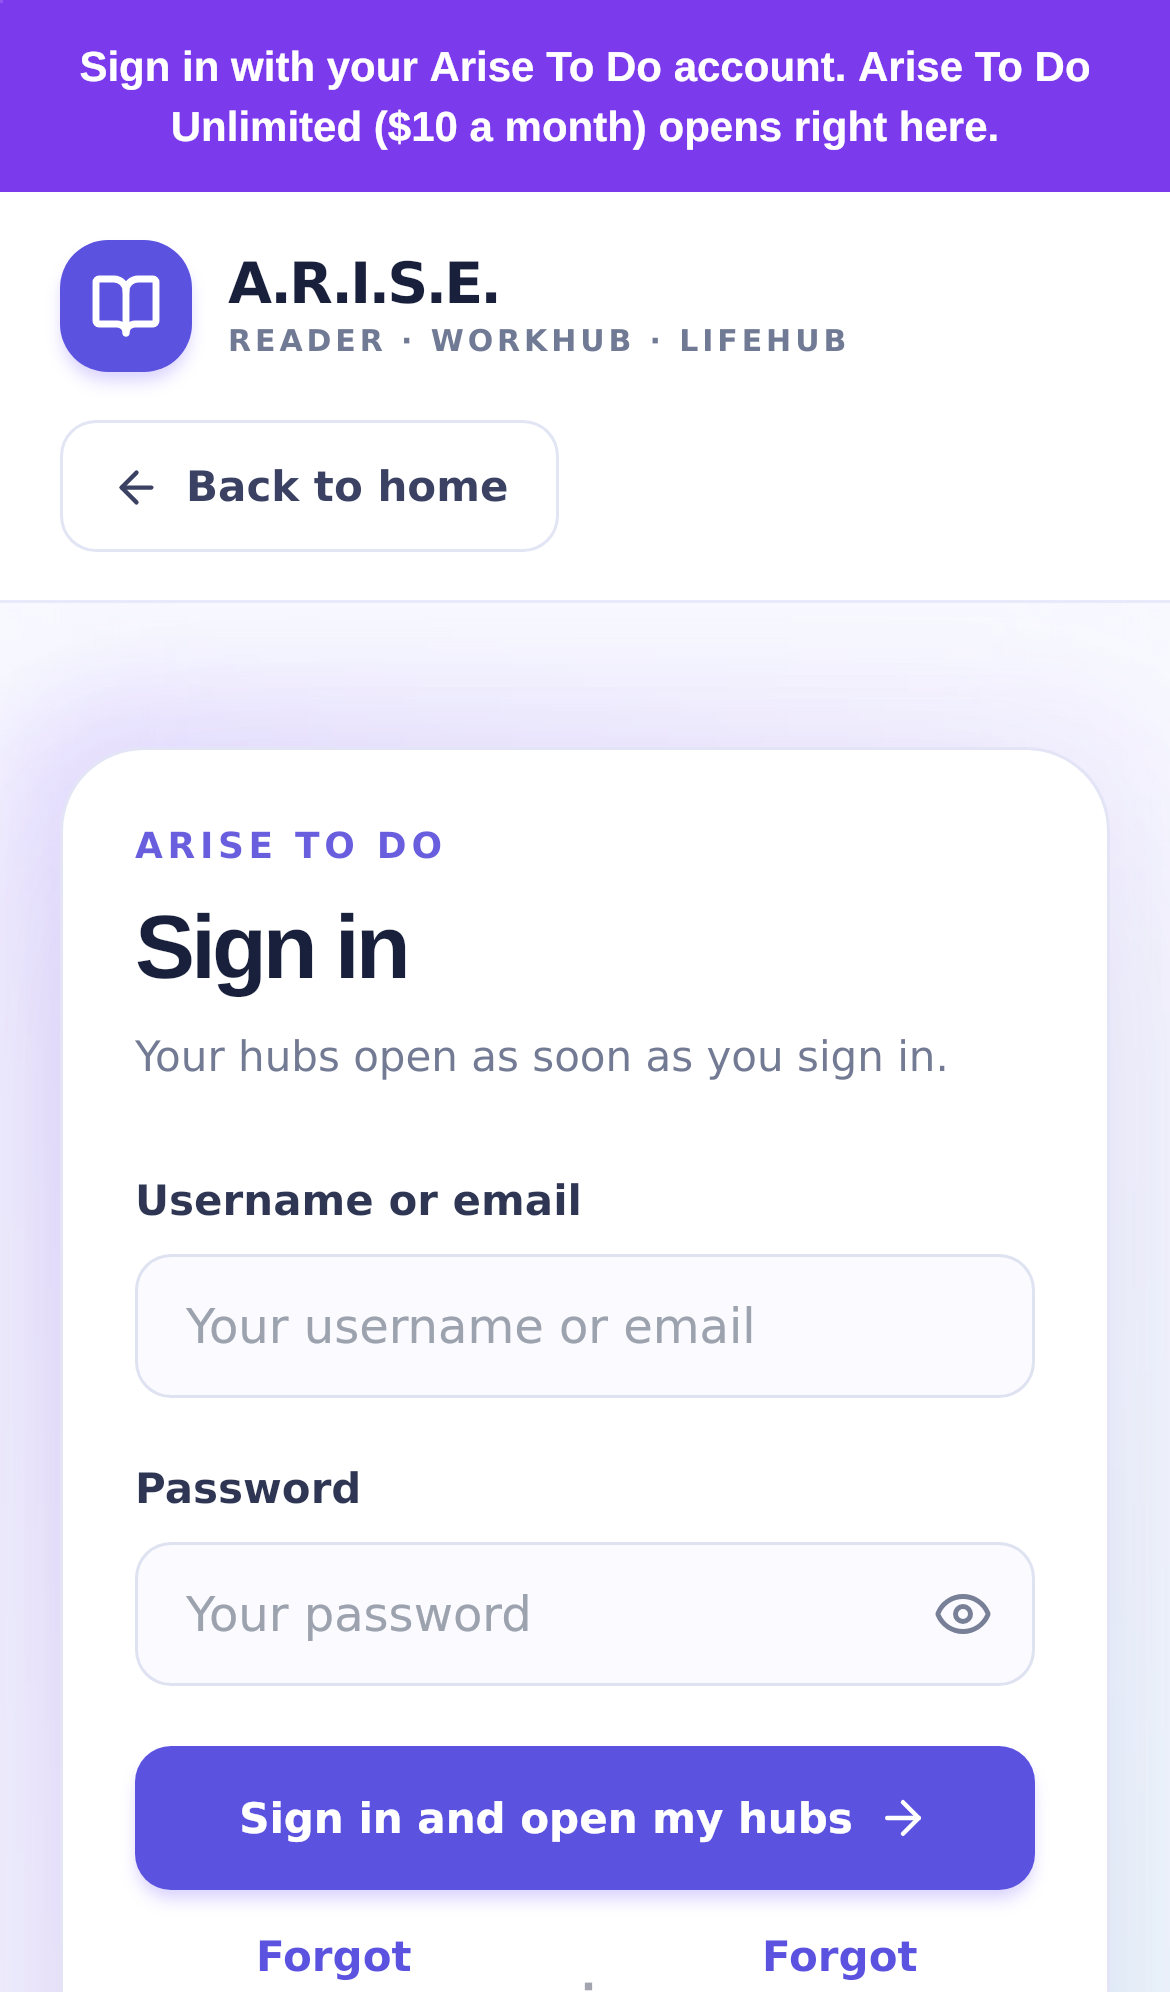 Sign in with your Arise To Do account. Arise To Do
Unlimited ($10 a month) opens right here.
A.R.I.S.E.
READER · WORKHUB · LIFEHUB
Back to home
ARISE TO DO
Sign in
Your hubs open as soon as you sign in.
Username or email
Your username or email
Password
Your password
Sign in and open my hubs
Forgot · Forgot